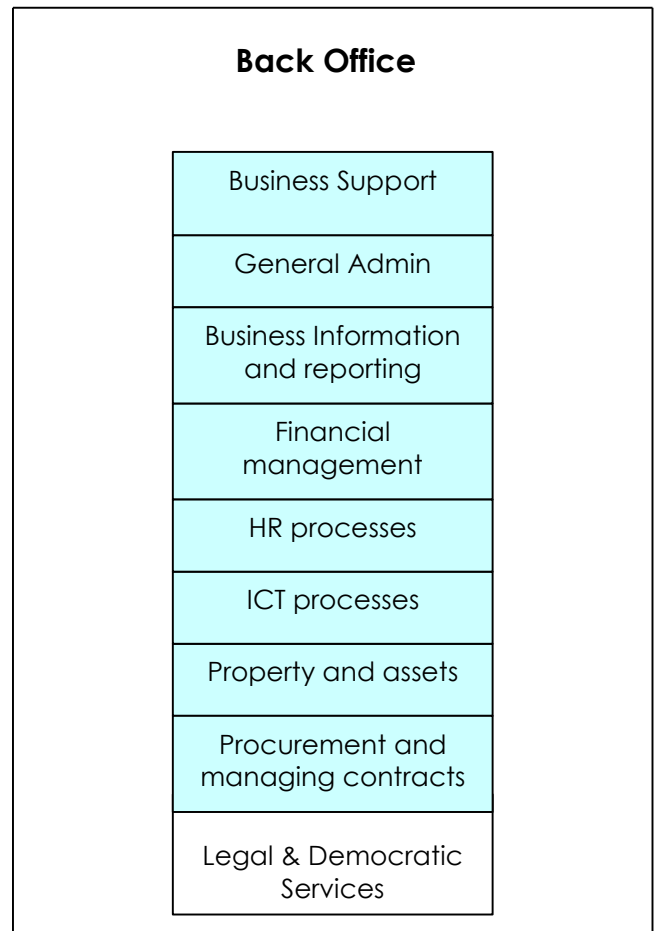 Back Office
Business Support
General Admin
Business Information
and reporting
Financial
management
HR processes
ICT processes
Property and assets
Procurement and
managing contracts
Legal & Democratic
Services